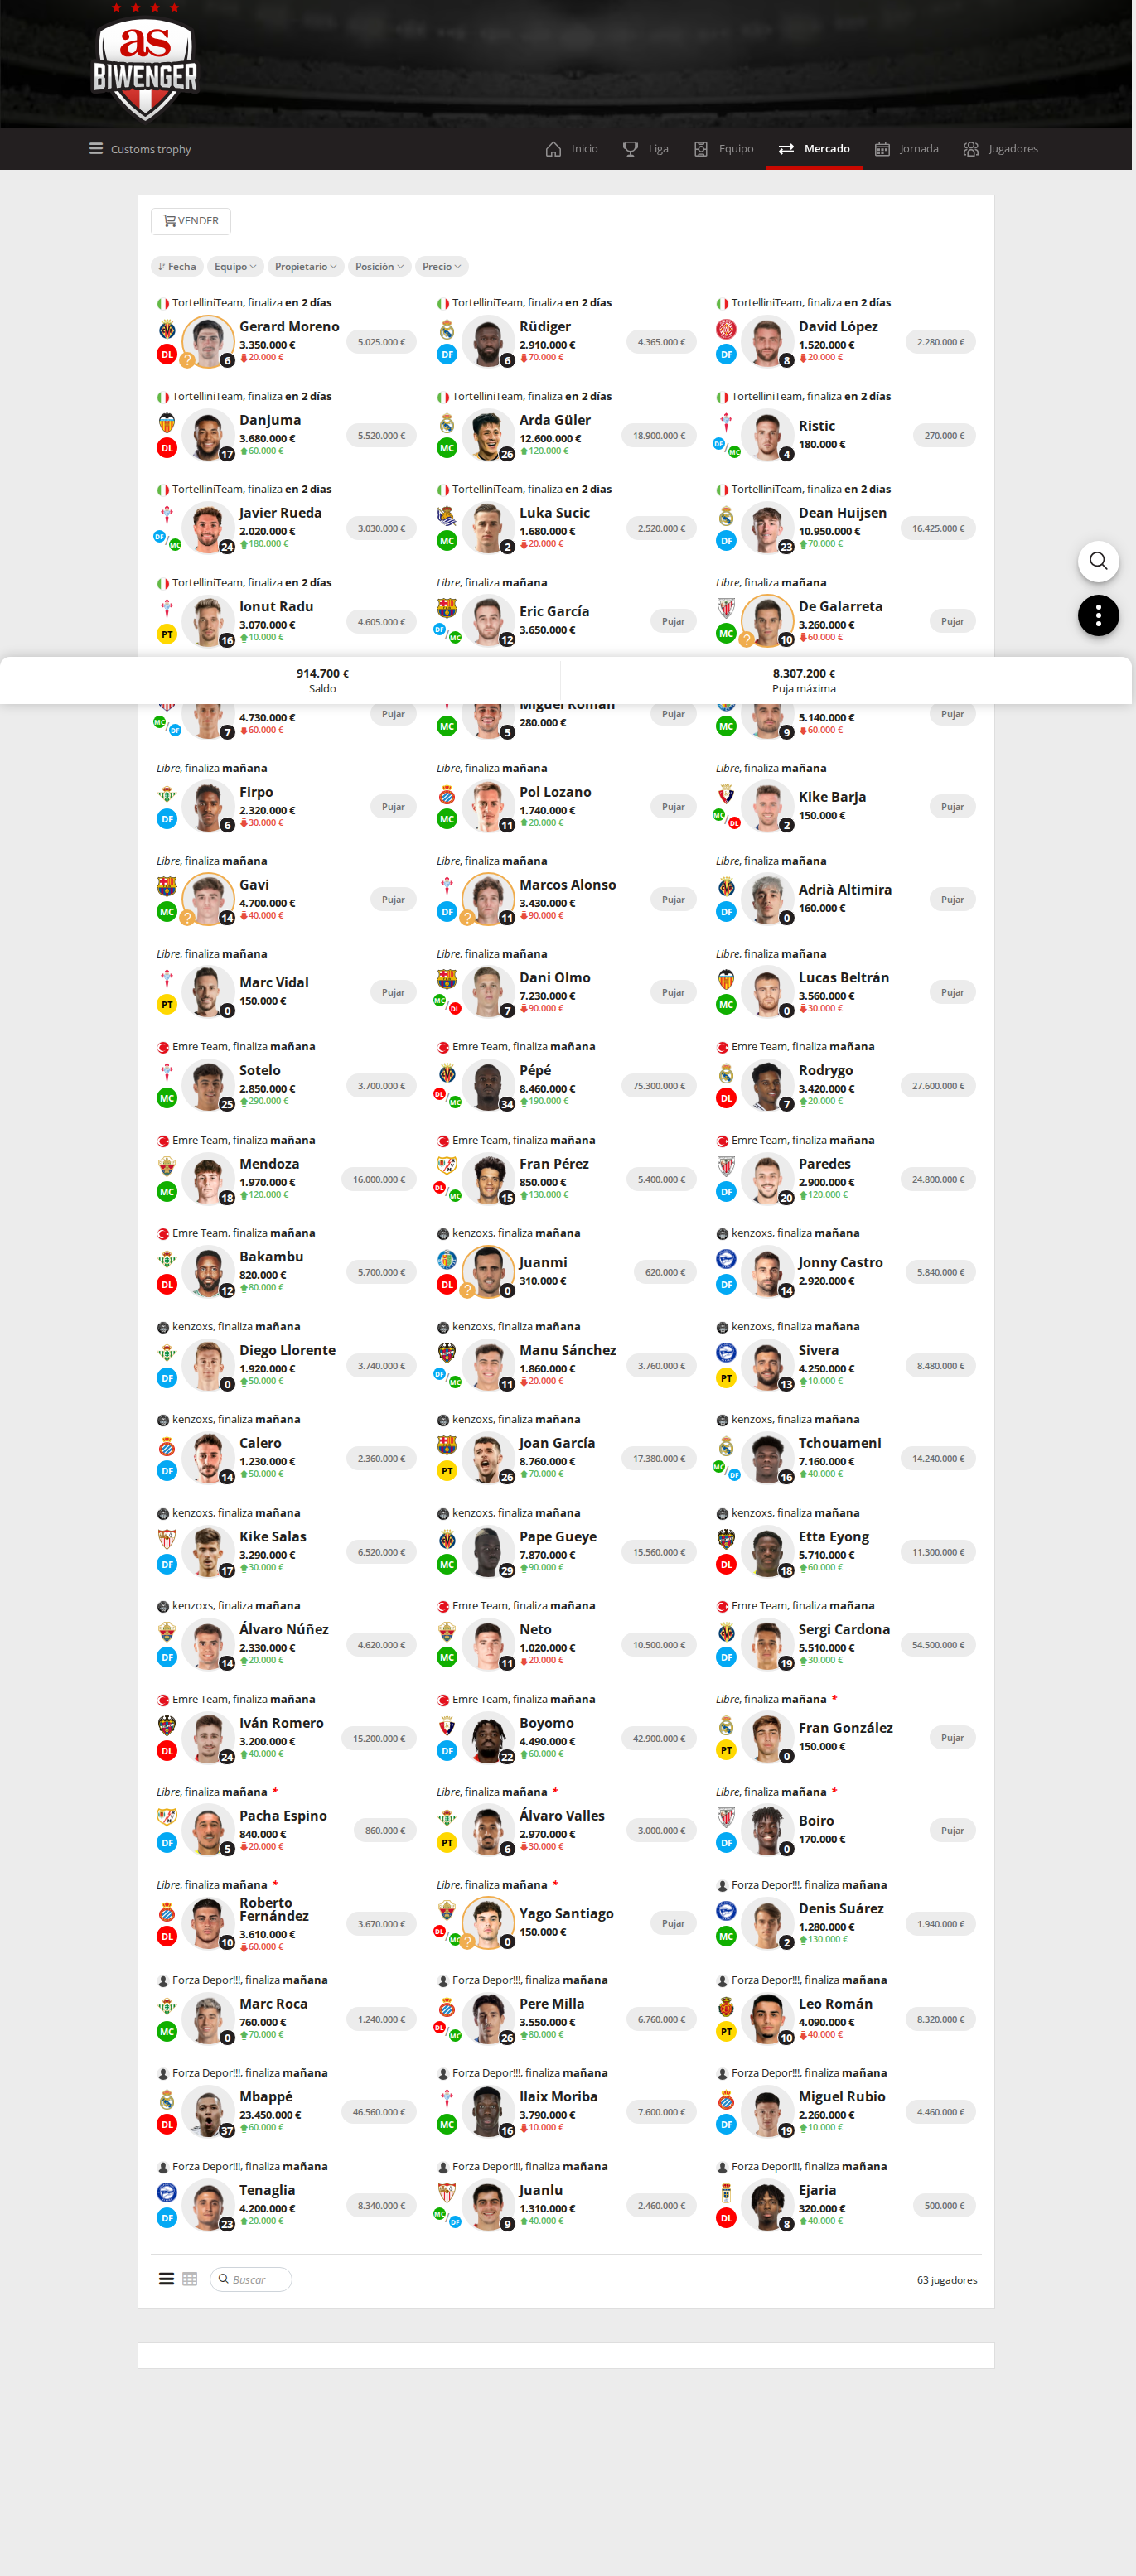 as
BIWENGER
Customs trophy
Inicio
Liga
Equipo
Mercado
Jornada
Jugadores
VENDER
Fecha
Equipo
Propietario
Posición
Precio
TortelliniTeam, finaliza en 2 días
DL
6
Gerard Moreno
3.350.000 €
20.000 €
5.025.000 €
TortelliniTeam, finaliza en 2 días
DF
6
Rüdiger
2.910.000 €
70.000 €
4.365.000 €
TortelliniTeam, finaliza en 2 días
DF
8
David López
1.520.000 €
20.000 €
2.280.000 €
TortelliniTeam, finaliza en 2 días
DL
17
Danjuma
3.680.000 €
60.000 €
5.520.000 €
TortelliniTeam, finaliza en 2 días
MC
26
Arda Güler
12.600.000 €
120.000 €
18.900.000 €
TortelliniTeam, finaliza en 2 días
DF / MC
4
Ristic
180.000 €
270.000 €
TortelliniTeam, finaliza en 2 días
DF / MC
24
Javier Rueda
2.020.000 €
180.000 €
3.030.000 €
TortelliniTeam, finaliza en 2 días
MC
2
Luka Sucic
1.680.000 €
20.000 €
2.520.000 €
TortelliniTeam, finaliza en 2 días
DF
23
Dean Huijsen
10.950.000 €
70.000 €
16.425.000 €
TortelliniTeam, finaliza en 2 días
PT
16
Ionut Radu
3.070.000 €
10.000 €
4.605.000 €
Libre, finaliza mañana
DF / MC
12
Eric García
3.650.000 €
Pujar
Libre, finaliza mañana
MC
10
De Galarreta
3.260.000 €
60.000 €
Pujar
914.700 €
Saldo
8.307.200 €
Puja máxima
MC / DF
7
4.730.000 €
60.000 €
Pujar
MC
5
Miguel Román
280.000 €
Pujar
MC
9
5.140.000 €
60.000 €
Pujar
Libre, finaliza mañana
DF
6
Firpo
2.320.000 €
30.000 €
Pujar
Libre, finaliza mañana
MC
11
Pol Lozano
1.740.000 €
20.000 €
Pujar
Libre, finaliza mañana
MC / DL
2
Kike Barja
150.000 €
Pujar
Libre, finaliza mañana
MC
14
Gavi
4.700.000 €
40.000 €
Pujar
Libre, finaliza mañana
DF
11
Marcos Alonso
3.430.000 €
90.000 €
Pujar
Libre, finaliza mañana
DF
0
Adrià Altimira
160.000 €
Pujar
Libre, finaliza mañana
PT
0
Marc Vidal
150.000 €
Pujar
Libre, finaliza mañana
MC / DL
7
Dani Olmo
7.230.000 €
90.000 €
Pujar
Libre, finaliza mañana
MC
0
Lucas Beltrán
3.560.000 €
30.000 €
Pujar
Emre Team, finaliza mañana
MC
25
Sotelo
2.850.000 €
290.000 €
3.700.000 €
Emre Team, finaliza mañana
DL / MC
34
Pépé
8.460.000 €
190.000 €
75.300.000 €
Emre Team, finaliza mañana
DL
7
Rodrygo
3.420.000 €
20.000 €
27.600.000 €
Emre Team, finaliza mañana
MC
18
Mendoza
1.970.000 €
120.000 €
16.000.000 €
Emre Team, finaliza mañana
DL / MC
15
Fran Pérez
850.000 €
130.000 €
5.400.000 €
Emre Team, finaliza mañana
DF
20
Paredes
2.900.000 €
120.000 €
24.800.000 €
Emre Team, finaliza mañana
DL
12
Bakambu
820.000 €
80.000 €
5.700.000 €
kenzoxs, finaliza mañana
DL
0
Juanmi
310.000 €
620.000 €
kenzoxs, finaliza mañana
DF
14
Jonny Castro
2.920.000 €
5.840.000 €
kenzoxs, finaliza mañana
DF
0
Diego Llorente
1.920.000 €
50.000 €
3.740.000 €
kenzoxs, finaliza mañana
DF / MC
11
Manu Sánchez
1.860.000 €
20.000 €
3.760.000 €
kenzoxs, finaliza mañana
PT
13
Sivera
4.250.000 €
10.000 €
8.480.000 €
kenzoxs, finaliza mañana
DF
14
Calero
1.230.000 €
50.000 €
2.360.000 €
kenzoxs, finaliza mañana
PT
26
Joan García
8.760.000 €
70.000 €
17.380.000 €
kenzoxs, finaliza mañana
MC / DF
16
Tchouameni
7.160.000 €
40.000 €
14.240.000 €
kenzoxs, finaliza mañana
DF
17
Kike Salas
3.290.000 €
30.000 €
6.520.000 €
kenzoxs, finaliza mañana
MC
29
Pape Gueye
7.870.000 €
90.000 €
15.560.000 €
kenzoxs, finaliza mañana
DL
18
Etta Eyong
5.710.000 €
60.000 €
11.300.000 €
kenzoxs, finaliza mañana
DF
14
Álvaro Núñez
2.330.000 €
20.000 €
4.620.000 €
Emre Team, finaliza mañana
MC
11
Neto
1.020.000 €
20.000 €
10.500.000 €
Emre Team, finaliza mañana
DF
19
Sergi Cardona
5.510.000 €
30.000 €
54.500.000 €
Emre Team, finaliza mañana
DL
24
Iván Romero
3.200.000 €
40.000 €
15.200.000 €
Emre Team, finaliza mañana
DF
22
Boyomo
4.490.000 €
60.000 €
42.900.000 €
Libre, finaliza mañana *
PT
0
Fran González
150.000 €
Pujar
Libre, finaliza mañana *
DF
5
Pacha Espino
840.000 €
20.000 €
860.000 €
Libre, finaliza mañana *
PT
6
Álvaro Valles
2.970.000 €
30.000 €
3.000.000 €
Libre, finaliza mañana *
DF
0
Boiro
170.000 €
Pujar
Libre, finaliza mañana *
DL
10
Roberto
Fernández
3.610.000 €
60.000 €
3.670.000 €
Libre, finaliza mañana *
DL / MC
0
Yago Santiago
150.000 €
Pujar
Forza Depor!!!, finaliza mañana
MC
2
Denis Suárez
1.280.000 €
130.000 €
1.940.000 €
Forza Depor!!!, finaliza mañana
MC
0
Marc Roca
760.000 €
70.000 €
1.240.000 €
Forza Depor!!!, finaliza mañana
DL / MC
26
Pere Milla
3.550.000 €
80.000 €
6.760.000 €
Forza Depor!!!, finaliza mañana
PT
10
Leo Román
4.090.000 €
40.000 €
8.320.000 €
Forza Depor!!!, finaliza mañana
DL
37
Mbappé
23.450.000 €
60.000 €
46.560.000 €
Forza Depor!!!, finaliza mañana
MC
16
Ilaix Moriba
3.790.000 €
10.000 €
7.600.000 €
Forza Depor!!!, finaliza mañana
DF
19
Miguel Rubio
2.260.000 €
10.000 €
4.460.000 €
Forza Depor!!!, finaliza mañana
DF
23
Tenaglia
4.200.000 €
20.000 €
8.340.000 €
Forza Depor!!!, finaliza mañana
MC / DF
9
Juanlu
1.310.000 €
40.000 €
2.460.000 €
Forza Depor!!!, finaliza mañana
DL
8
Ejaria
320.000 €
40.000 €
500.000 €
Buscar
63 jugadores